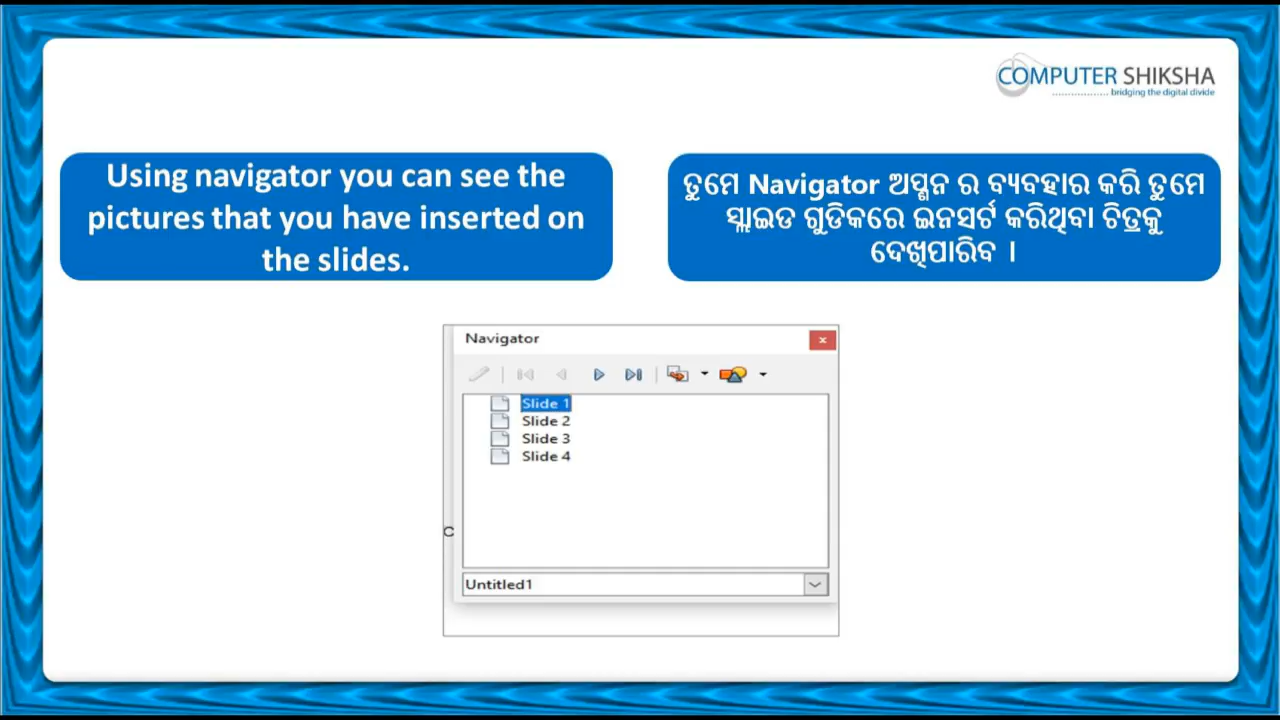 COMPUTER SHIKSHA
bridging the digital divide
Using navigator you can see the
pictures that you have inserted on
the slides.
ତୁମେ Navigator ଅପ୍ସନ ର ବ୍ୟବହାର କରି ତୁମେ
ସ୍ଲାଇଡ ଗୁଡିକରେ ଇନସର୍ଟ କରିଥିବା ଚିତ୍ରକୁ
ଦେଖିପାରିବ ।
Navigator
Slide 1
Slide 2
Slide 3
Slide 4
C
Untitled1